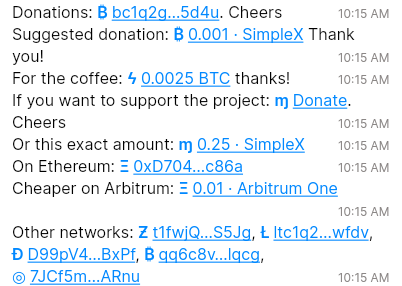 Donations: ₿ bc1q2g...5d4u. Cheers 10:15 AM
Suggested donation: ₿ 0.001 · SimpleX Thank
you! 10:15 AM
For the coffee: ϟ 0.0025 BTC thanks! 10:15 AM
If you want to support the project: ɱ Donate.
Cheers 10:15 AM
Or this exact amount: ɱ 0.25 · SimpleX 10:15 AM
On Ethereum: Ξ 0xD704...c86a 10:15 AM
Cheaper on Arbitrum: Ξ 0.01 · Arbitrum One
10:15 AM
Other networks: Ƶ t1fwjQ...S5Jg, Ł ltc1q2...wfdv,
Ð D99pV4...BxPf, Ƀ qq6c8v...lqcg,
◎ 7JCf5m...ARnu 10:15 AM